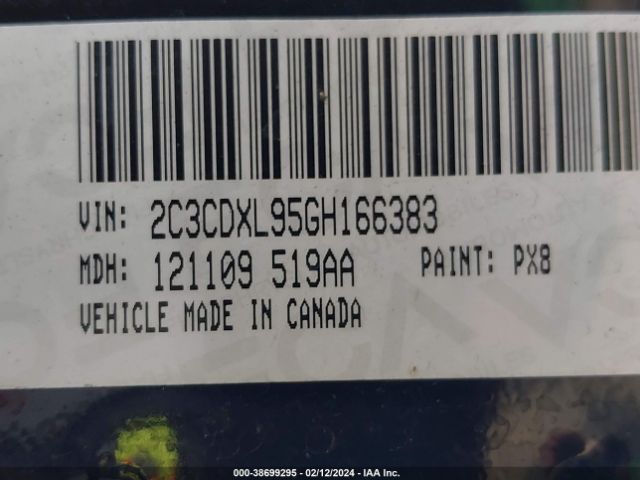 VIN: 2C3CDXL95GH166383
MDH: 121109 519AA PAINT: PX8
VEHICLE MADE IN CANADA
000-38699295 - 02/12/2024 - IAA Inc.